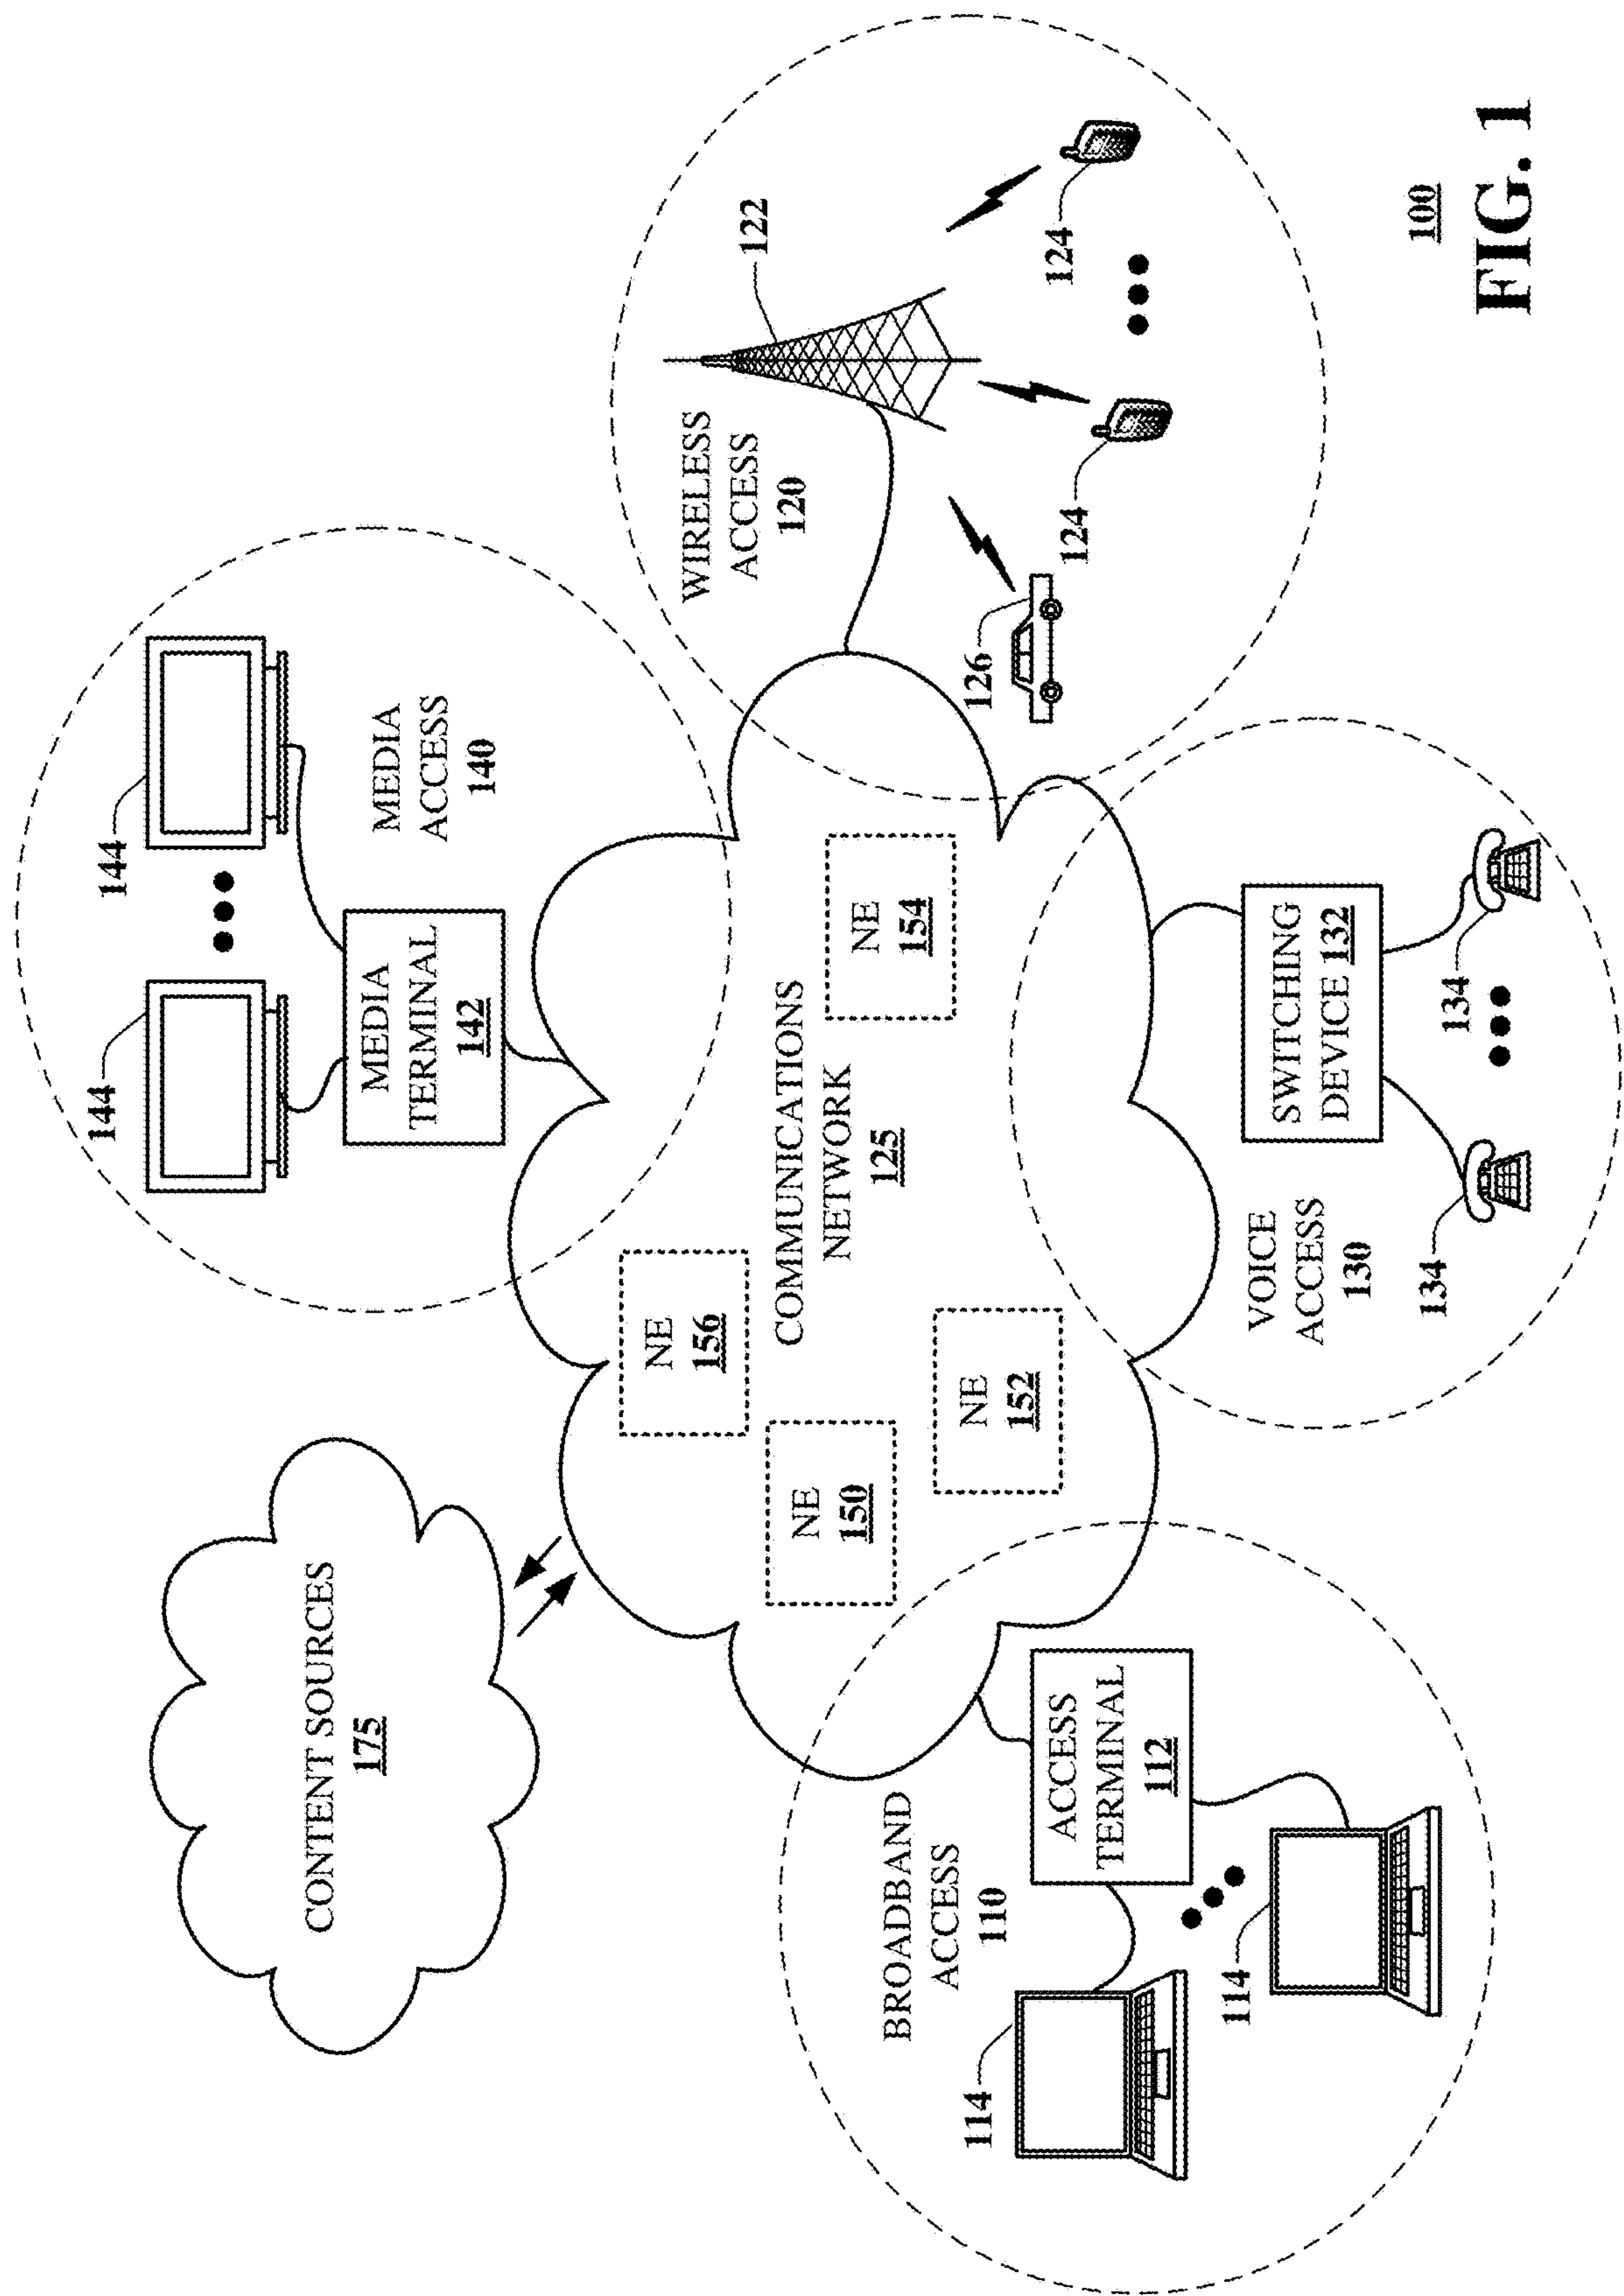 CONTENT SOURCES
175
144
144
MEDIA
TERMINAL
142
MEDIA
ACCESS
140
NE
156
NE
150
NE
152
NE
154
COMMUNICATIONS
NETWORK
125
WIRELESS
ACCESS
120
122
126
124
124
BROADBAND
ACCESS
110
ACCESS
TERMINAL
112
114
114
VOICE
ACCESS
130
SWITCHING
DEVICE 132
134
134
100
FIG. 1